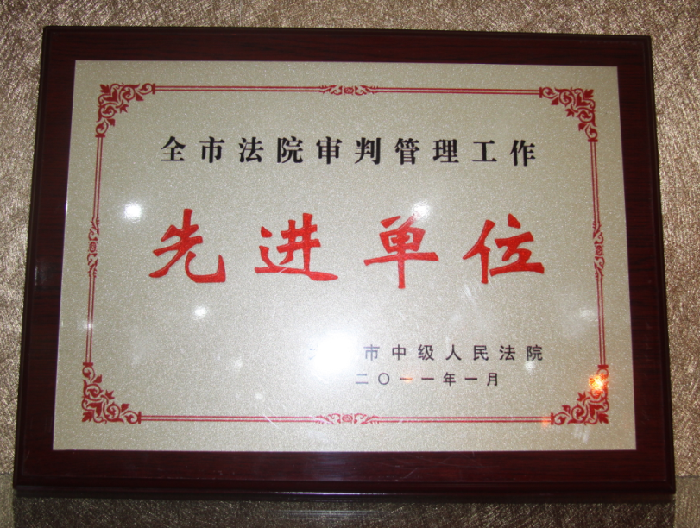 全市法院审判管理工作
先进单位
市中级人民法院
二〇一一年一月